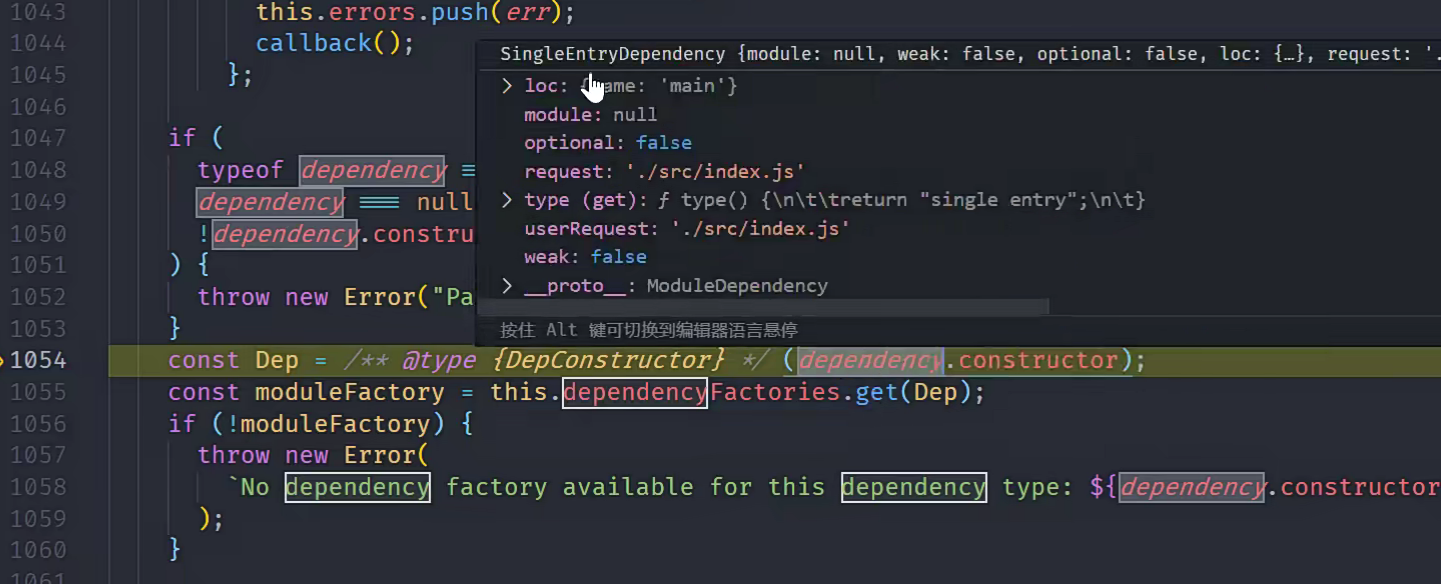 1043 this.errors.push(err);
1044 callback();
1045 };
1046
1047 if (
1048 typeof dependency ===
1049 dependency === null
1050 !dependency.constru
1051 ) {
1052 throw new Error("Pa
1053 }
1054 const Dep = /** @type {DepConstructor} */ (dependency.constructor);
1055 const moduleFactory = this.dependencyFactories.get(Dep);
1056 if (!moduleFactory) {
1057 throw new Error(
1058 `No dependency factory available for this dependency type: ${dependency.constructor
1059 );
1060 }
1061
SingleEntryDependency {module: null, weak: false, optional: false, loc: {…}, request: '.
loc: {name: 'main'}
module: null
optional: false
request: './src/index.js'
type (get): ƒ type() {\n\t\treturn "single entry";\n\t}
userRequest: './src/index.js'
weak: false
__proto__: ModuleDependency
按住 Alt 键可切换到编辑器语言悬停